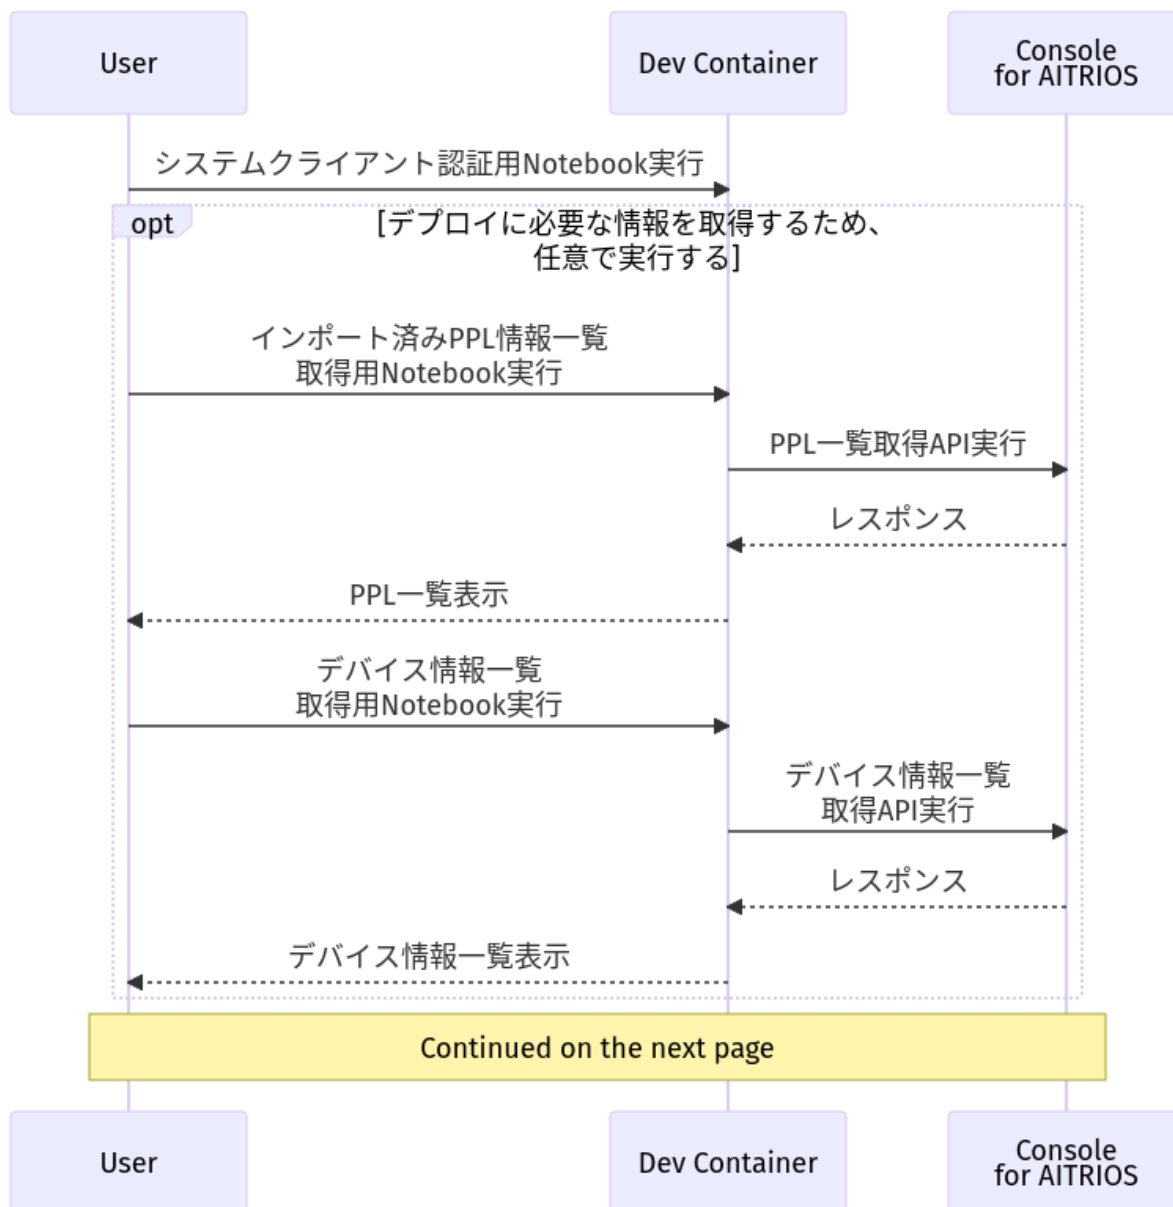 User
Dev Container
Console
for AITRIOS
システムクライアント認証用Notebook実行
opt
[デプロイに必要な情報を取得するため、
任意で実行する]
インポート済みPPL情報一覧
取得用Notebook実行
PPL一覧取得API実行
レスポンス
PPL一覧表示
デバイス情報一覧
取得用Notebook実行
デバイス情報一覧
取得API実行
レスポンス
デバイス情報一覧表示
Continued on the next page
User
Dev Container
Console
for AITRIOS